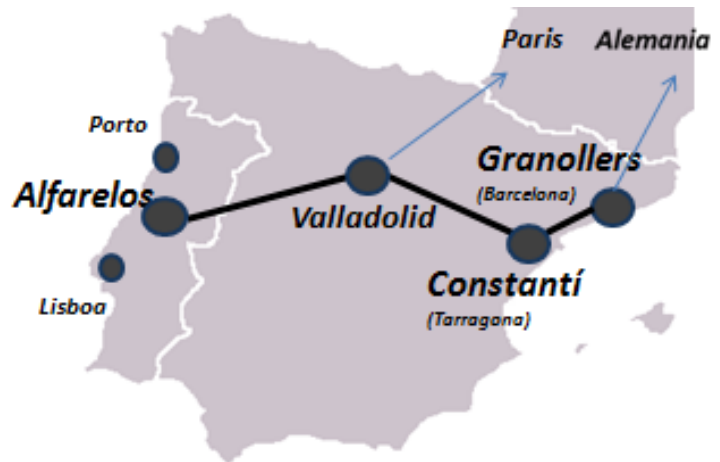 Paris
Alemania
Porto
Granollers
(Barcelona)
Alfarelos
Valladolid
Constantí
(Tarragona)
Lisboa